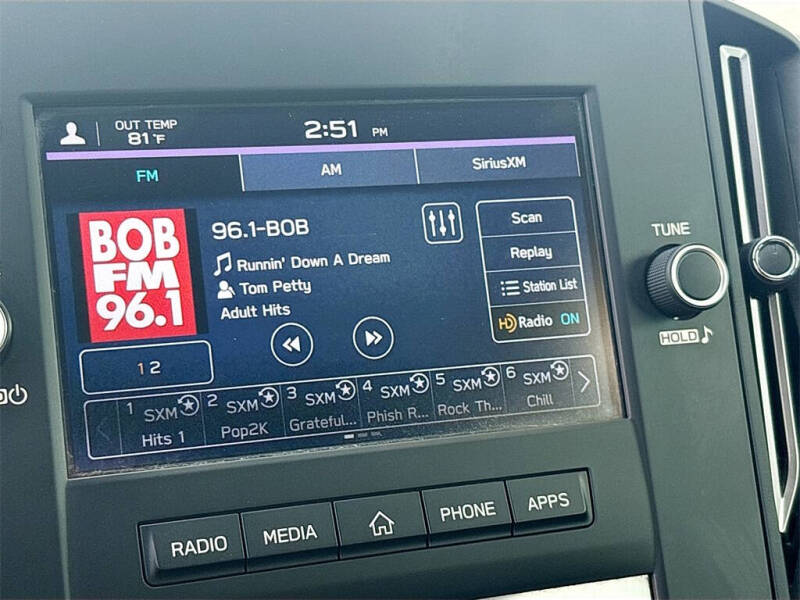 OUT TEMP
81°F
2:51 PM
FM
AM
SiriusXM
BOB
FM
96.1
96.1-BOB
Runnin' Down A Dream
Tom Petty
Adult Hits
Scan
Replay
Station List
HD Radio ON
1 2
1 SXM
Hits 1
2 SXM
Pop2K
3 SXM
Grateful...
4 SXM
Phish R...
5 SXM
Rock Th...
6 SXM
Chill
TUNE
HOLD
RADIO
MEDIA
PHONE
APPS